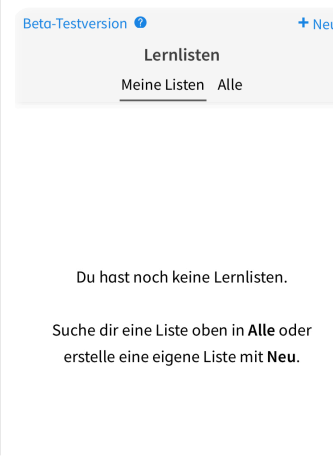 Beta-Testversion ?
+ Neu
Lernlisten
Meine Listen Alle
Du hast noch keine Lernlisten.
Suche dir eine Liste oben in Alle oder
erstelle eine eigene Liste mit Neu.